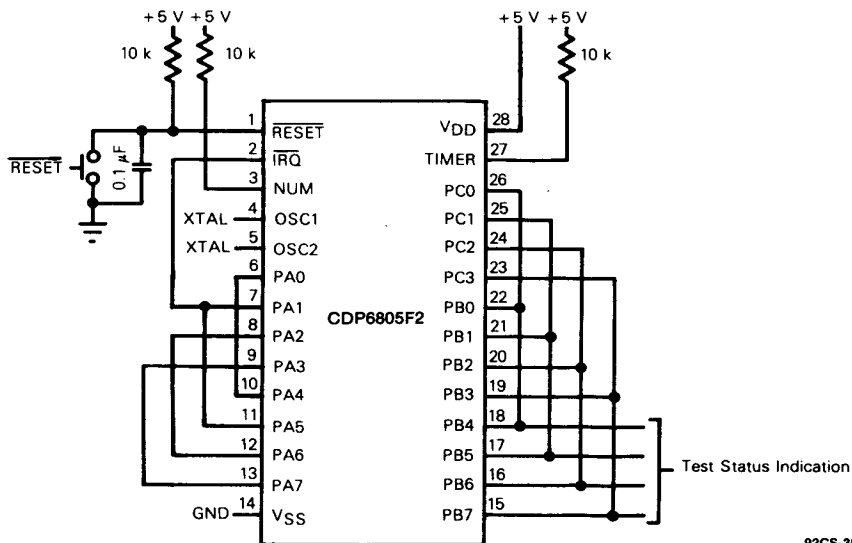 +5 V +5 V
10 k 10 k
+5 V
10 k
RESET
0.1 µF
1 RESET
2 IRQ
3 NUM
XTAL 4 OSC1
XTAL 5 OSC2
6 PA0
7 PA1
8 PA2
9 PA3
10 PA4
11 PA5
12 PA6
13 PA7
GND 14 VSS
CDP6805F2
VDD 28
TIMER 27
PC0 26
PC1 25
PC2 24
PC3 23
PB0 22
PB1 21
PB2 20
PB3 19
PB4 18
PB5 17
PB6 16
PB7 15
Test Status Indication